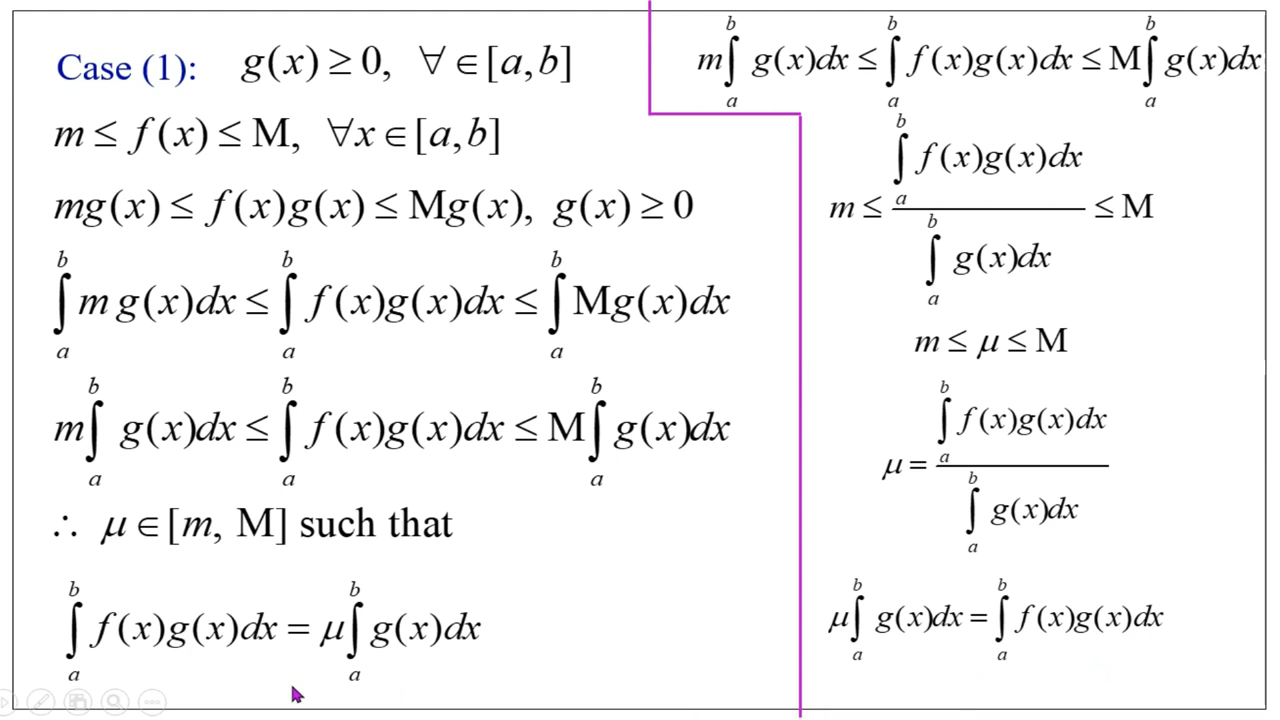 Case (1): g(x) ≥ 0, ∀ ∈ [a,b]
m ≤ f(x) ≤ M, ∀x ∈ [a,b]
mg(x) ≤ f(x)g(x) ≤ Mg(x), g(x) ≥ 0
∫_a^b m g(x)dx ≤ ∫_a^b f(x)g(x)dx ≤ ∫_a^b Mg(x)dx
m∫_a^b g(x)dx ≤ ∫_a^b f(x)g(x)dx ≤ M∫_a^b g(x)dx
∴ μ ∈ [m, M] such that
∫_a^b f(x)g(x)dx = μ∫_a^b g(x)dx
m∫_a^b g(x)dx ≤ ∫_a^b f(x)g(x)dx ≤ M∫_a^b g(x)dx
m ≤ (∫_a^b f(x)g(x)dx) / (∫_a^b g(x)dx) ≤ M
m ≤ μ ≤ M
μ = (∫_a^b f(x)g(x)dx) / (∫_a^b g(x)dx)
μ∫_a^b g(x)dx = ∫_a^b f(x)g(x)dx